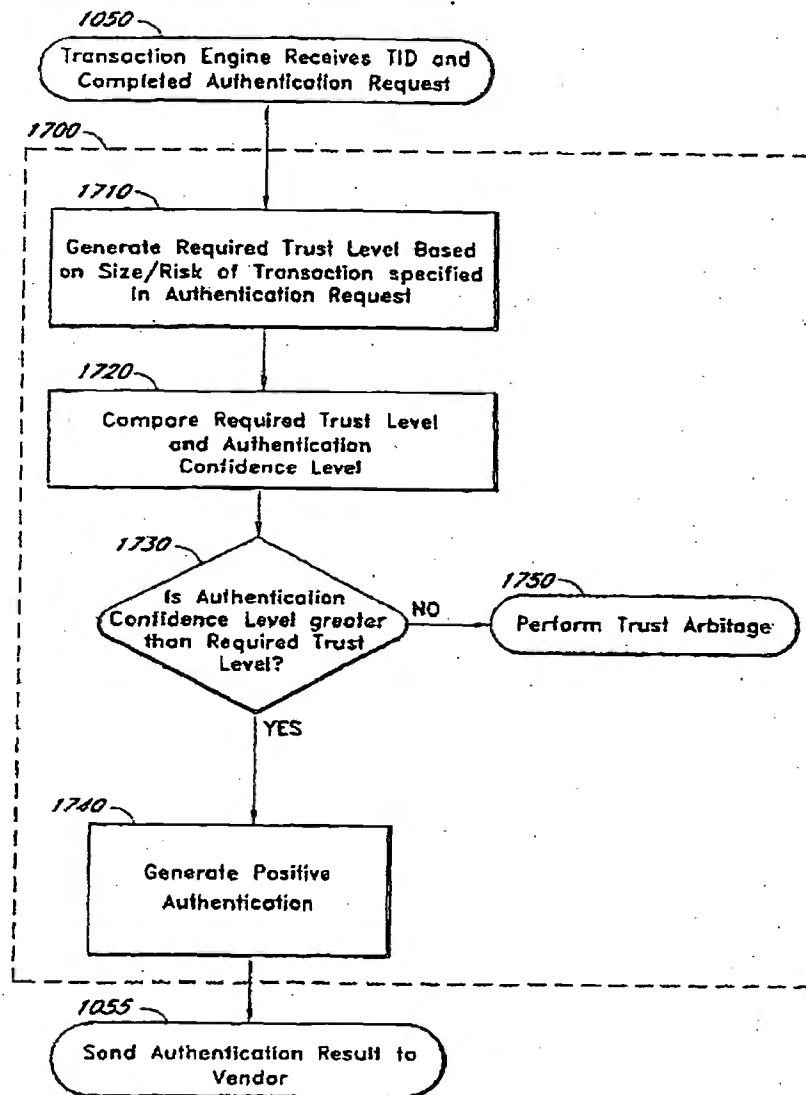 1050
Transaction Engine Receives TID and
Completed Authentication Request
1700
1710
Generate Required Trust Level Based
on Size/Risk of Transaction specified
in Authentication Request
1720
Compare Required Trust Level
and Authentication
Confidence Level
1730
Is Authentication
Confidence Level greater
than Required Trust
Level?
NO
1750
Perform Trust Arbitage
YES
1740
Generate Positive
Authentication
1055
Send Authentication Result to
Vendor